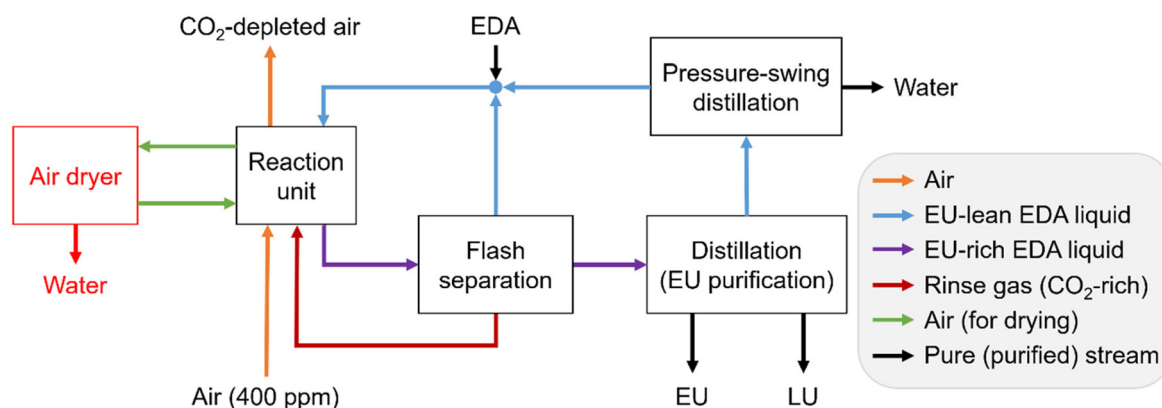 CO₂-depleted air
EDA
Pressure-swing
distillation
Water
Air dryer
Reaction
unit
Water
Flash
separation
Distillation
(EU purification)
Air (400 ppm)
EU
LU
Air
EU-lean EDA liquid
EU-rich EDA liquid
Rinse gas (CO₂-rich)
Air (for drying)
Pure (purified) stream